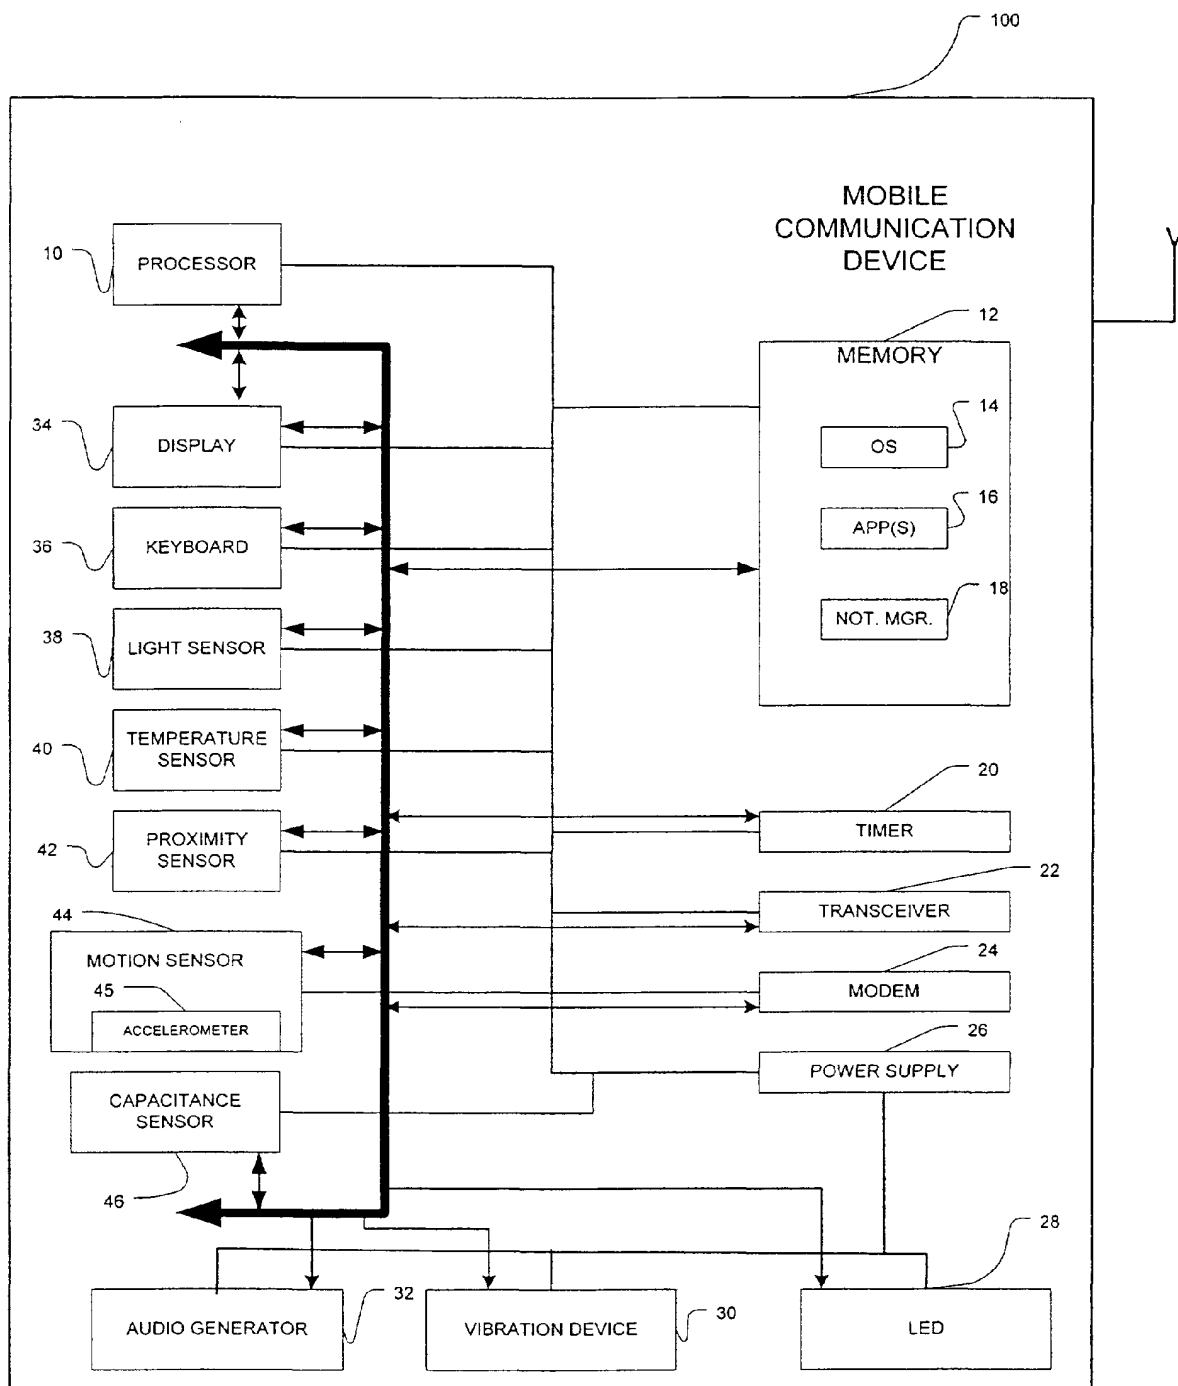 100
MOBILE
COMMUNICATION
DEVICE
10
PROCESSOR
12
MEMORY
14
OS
16
APP(S)
18
NOT. MGR.
34
DISPLAY
36
KEYBOARD
38
LIGHT SENSOR
40
TEMPERATURE
SENSOR
42
PROXIMITY
SENSOR
44
MOTION SENSOR
45
ACCELEROMETER
CAPACITANCE
SENSOR
46
20
TIMER
22
TRANSCEIVER
24
MODEM
26
POWER SUPPLY
28
LED
30
VIBRATION DEVICE
32
AUDIO GENERATOR